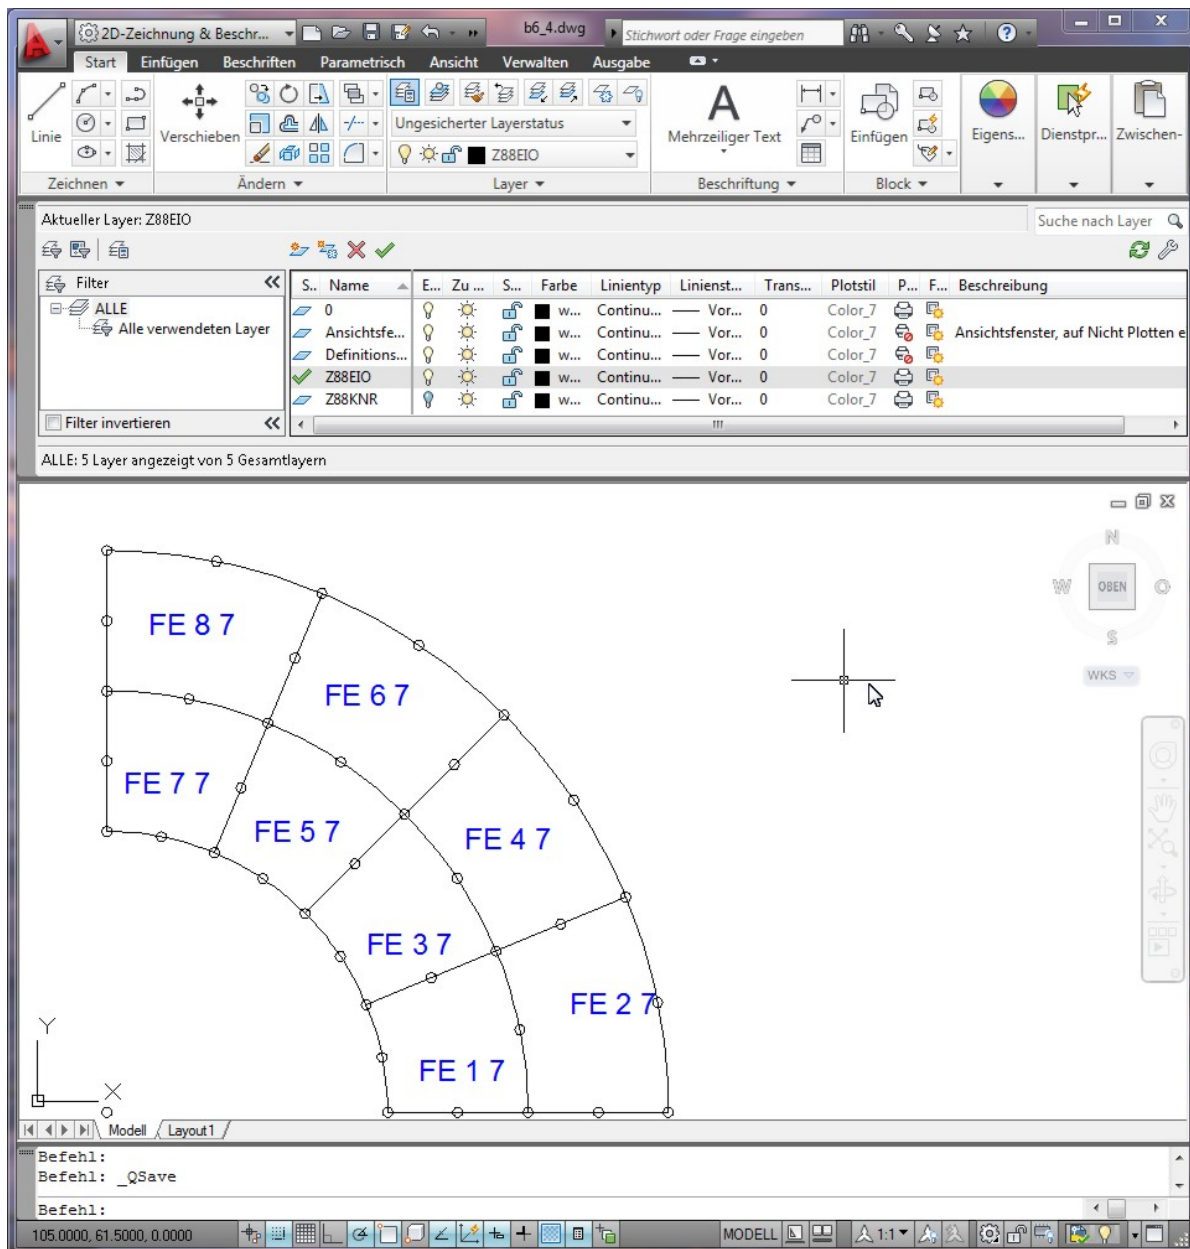 2D-Zeichnung & Beschr... b6_4.dwg Stichwort oder Frage eingeben
Start Einfügen Beschriften Parametrisch Ansicht Verwalten Ausgabe
Linie Verschieben Ungesicherter Layerstatus Mehrzeiliger Text Einfügen Eigens... Dienstpr... Zwischen-
Z88EIO
Zeichnen Ändern Layer Beschriftung Block
Aktueller Layer: Z88EIO Suche nach Layer
Filter S.. Name E... Zu ... S... Farbe Linientyp Linienst... Trans... Plotstil P... F... Beschreibung
ALLE 0 w... Continu... Vor... 0 Color_7
Alle verwendeten Layer Ansichtsfe... w... Continu... Vor... 0 Color_7 Ansichtsfenster, auf Nicht Plotten e
Definitions... w... Continu... Vor... 0 Color_7
Z88EIO w... Continu... Vor... 0 Color_7
Z88KNR w... Continu... Vor... 0 Color_7
Filter invertieren
ALLE: 5 Layer angezeigt von 5 Gesamtlayern
N
W OBEN O
S
WKS
FE 8 7
FE 6 7
FE 7 7
FE 5 7
FE 4 7
FE 3 7
FE 2 7
FE 1 7
Y
X
Modell Layout1
Befehl:
Befehl: _QSave
Befehl:
105.0000, 61.5000, 0.0000 MODELL 1:1